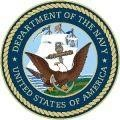 DEPARTMENT OF THE NAVY
UNITED STATES OF AMERICA